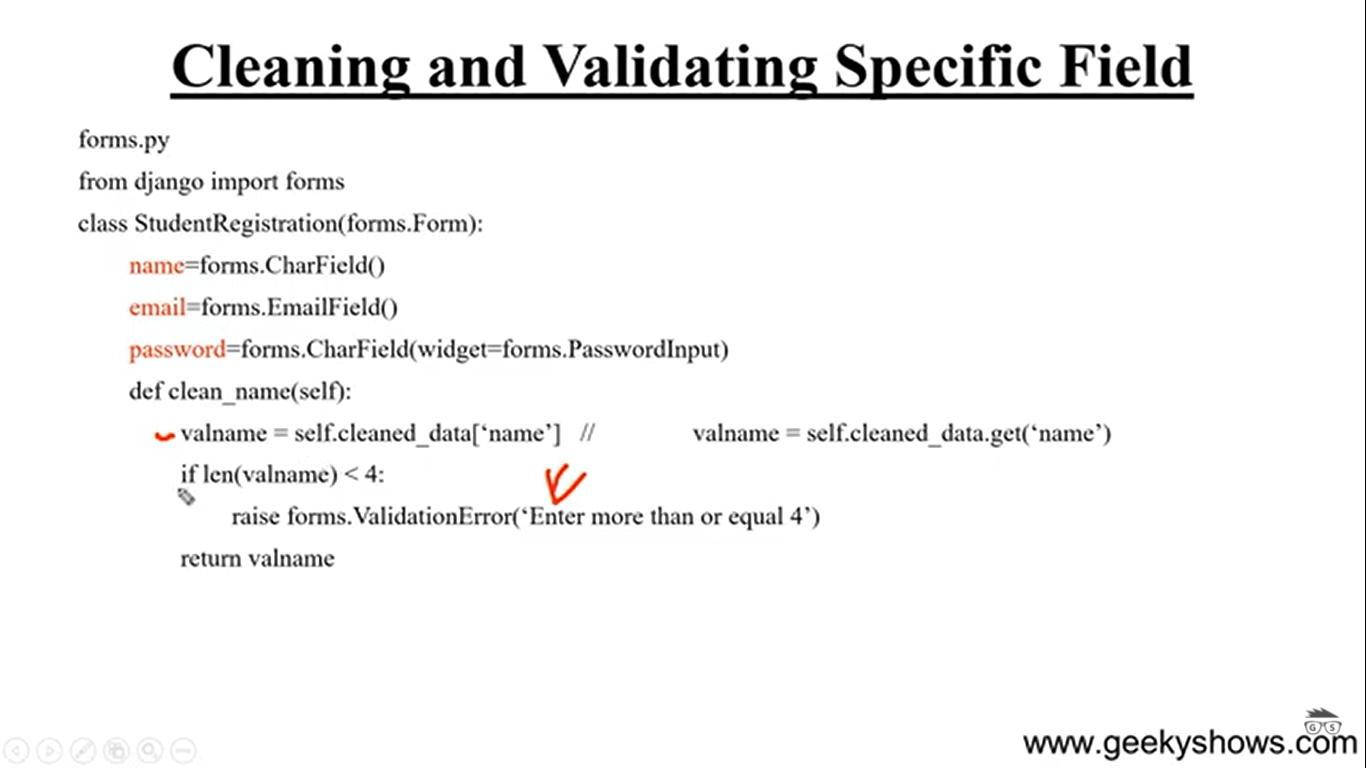 Cleaning and Validating Specific Field
forms.py
from django import forms
class StudentRegistration(forms.Form):
name=forms.CharField()
email=forms.EmailField()
password=forms.CharField(widget=forms.PasswordInput)
def clean_name(self):
valname = self.cleaned_data[‘name’] // valname = self.cleaned_data.get(‘name’)
if len(valname) < 4:
raise forms.ValidationError(‘Enter more than or equal 4’)
return valname
G S
www.geekyshows.com